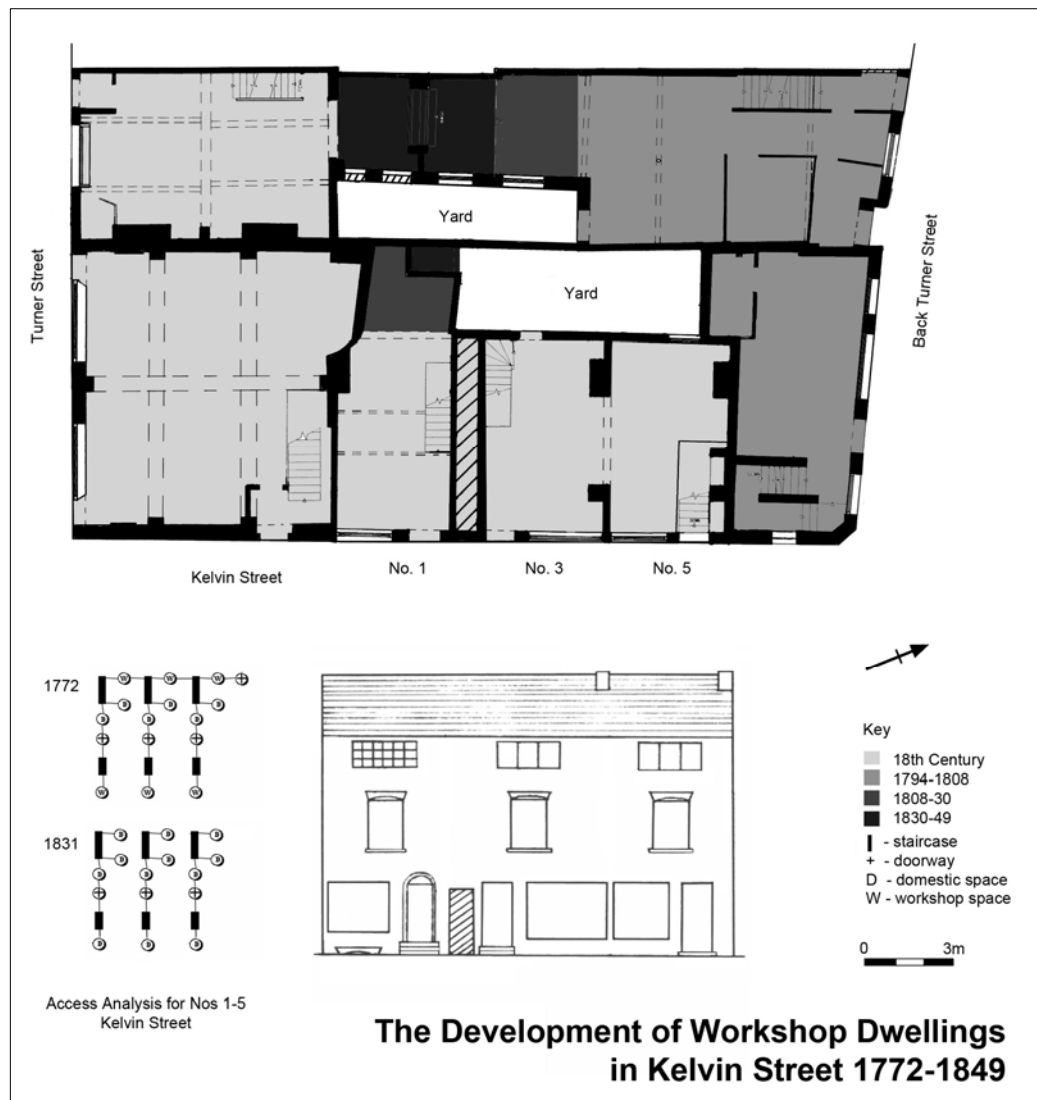 Turner Street
Yard
Yard
Back Turner Street
Kelvin Street
No. 1
No. 3
No. 5
1772
W
W
W
+
D
D
D
D
D
D
+
+
+
W
W
W
1831
D
D
D
D
D
D
D
D
D
+
+
+
D
D
D
Access Analysis for Nos 1-5
Kelvin Street
Key
18th Century
1794-1808
1808-30
1830-49
- staircase
+ - doorway
D - domestic space
W - workshop space
0 3m
The Development of Workshop Dwellings
in Kelvin Street 1772-1849